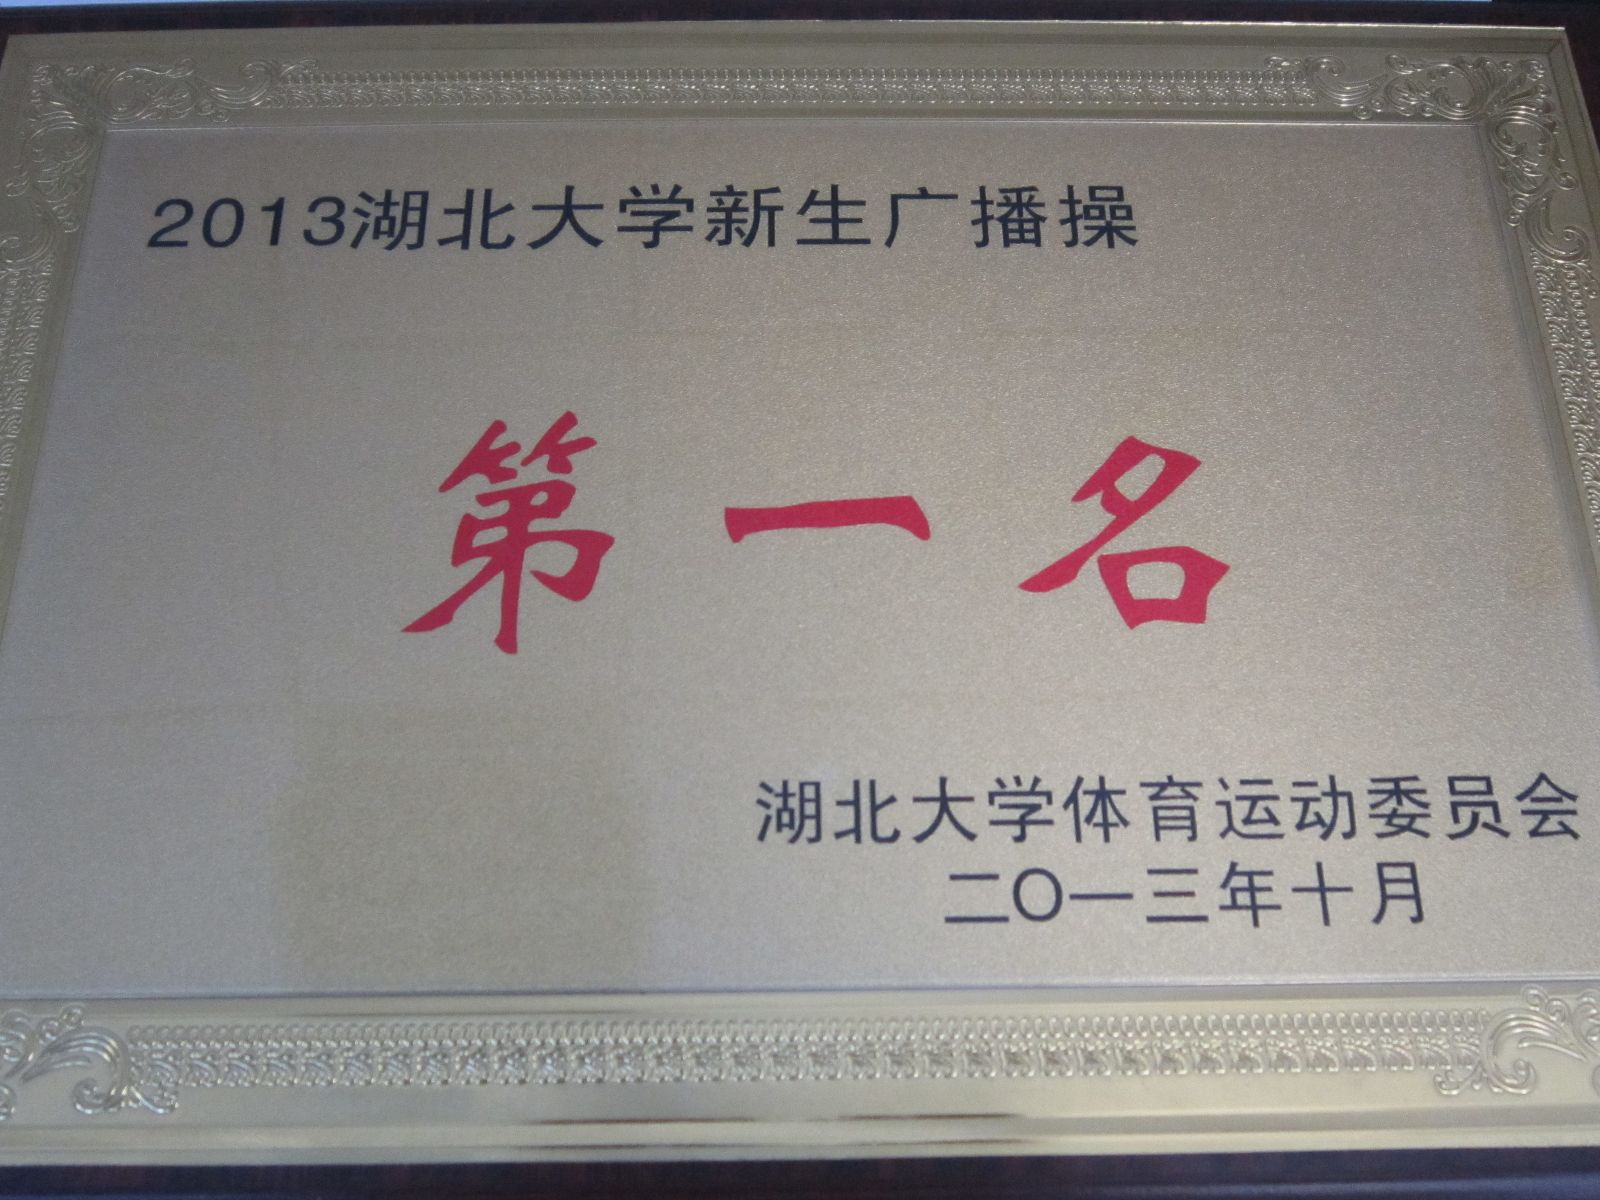 2013湖北大学新生广播操
第一名
湖北大学体育运动委员会
二〇一三年十月